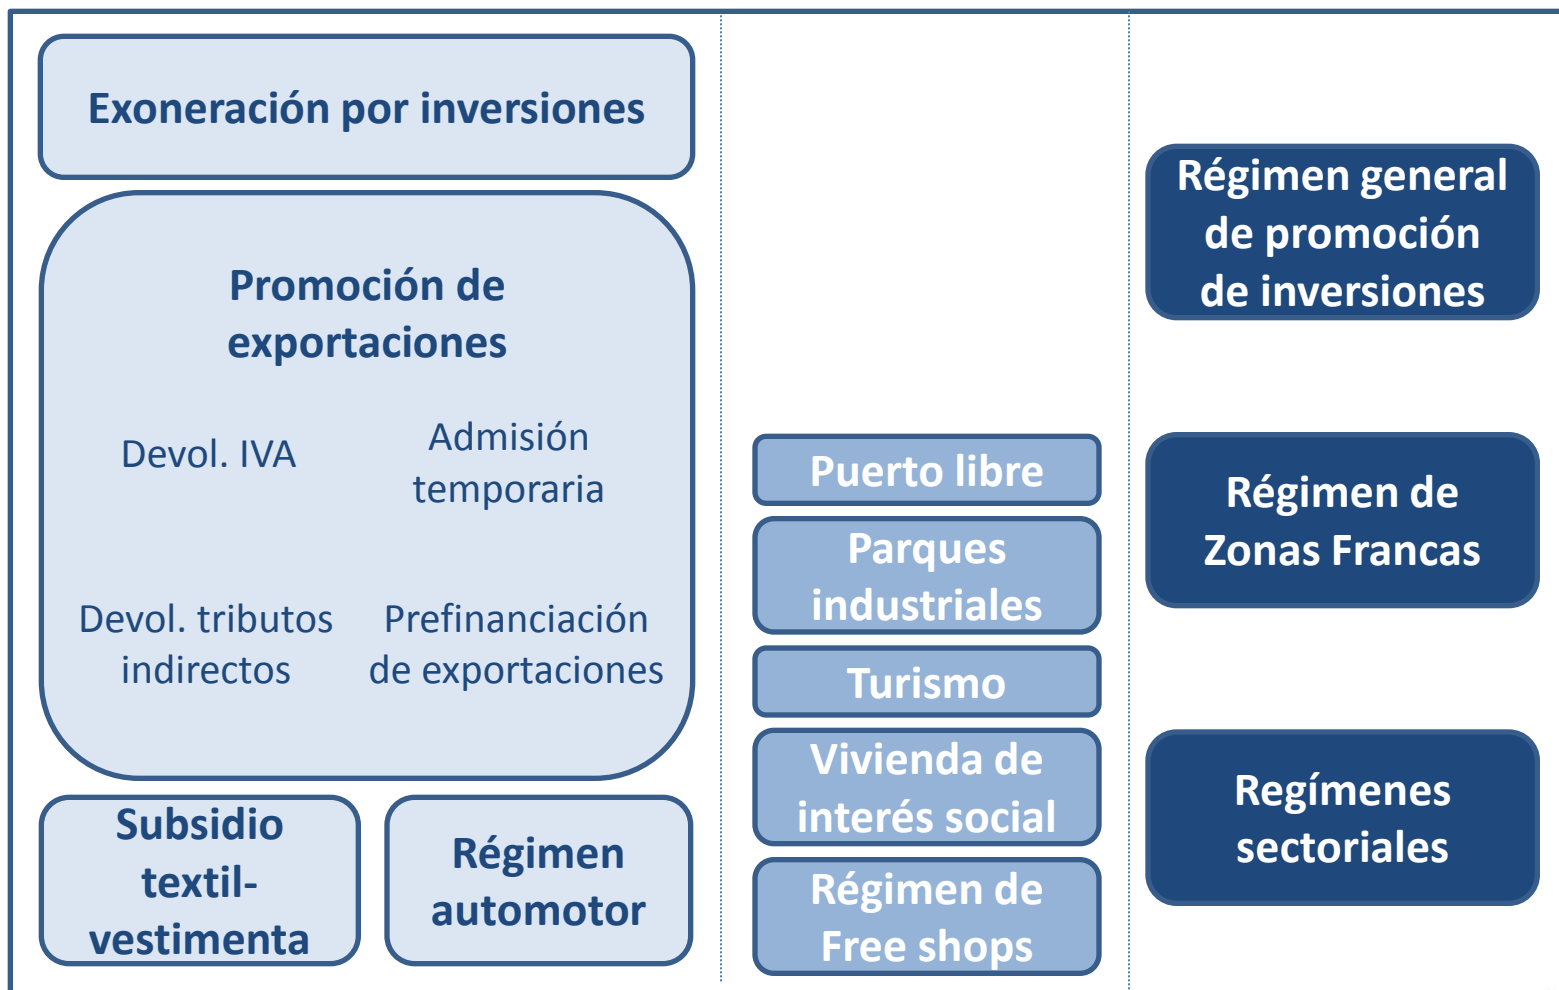 Exoneración por inversiones
Promoción de
exportaciones
Devol. IVA
Admisión
temporaria
Devol. tributos
indirectos
Prefinanciación
de exportaciones
Subsidio
textil-
vestimenta
Régimen
automotor
Puerto libre
Parques
industriales
Turismo
Vivienda de
interés social
Régimen de
Free shops
Régimen general
de promoción
de inversiones
Régimen de
Zonas Francas
Regímenes
sectoriales